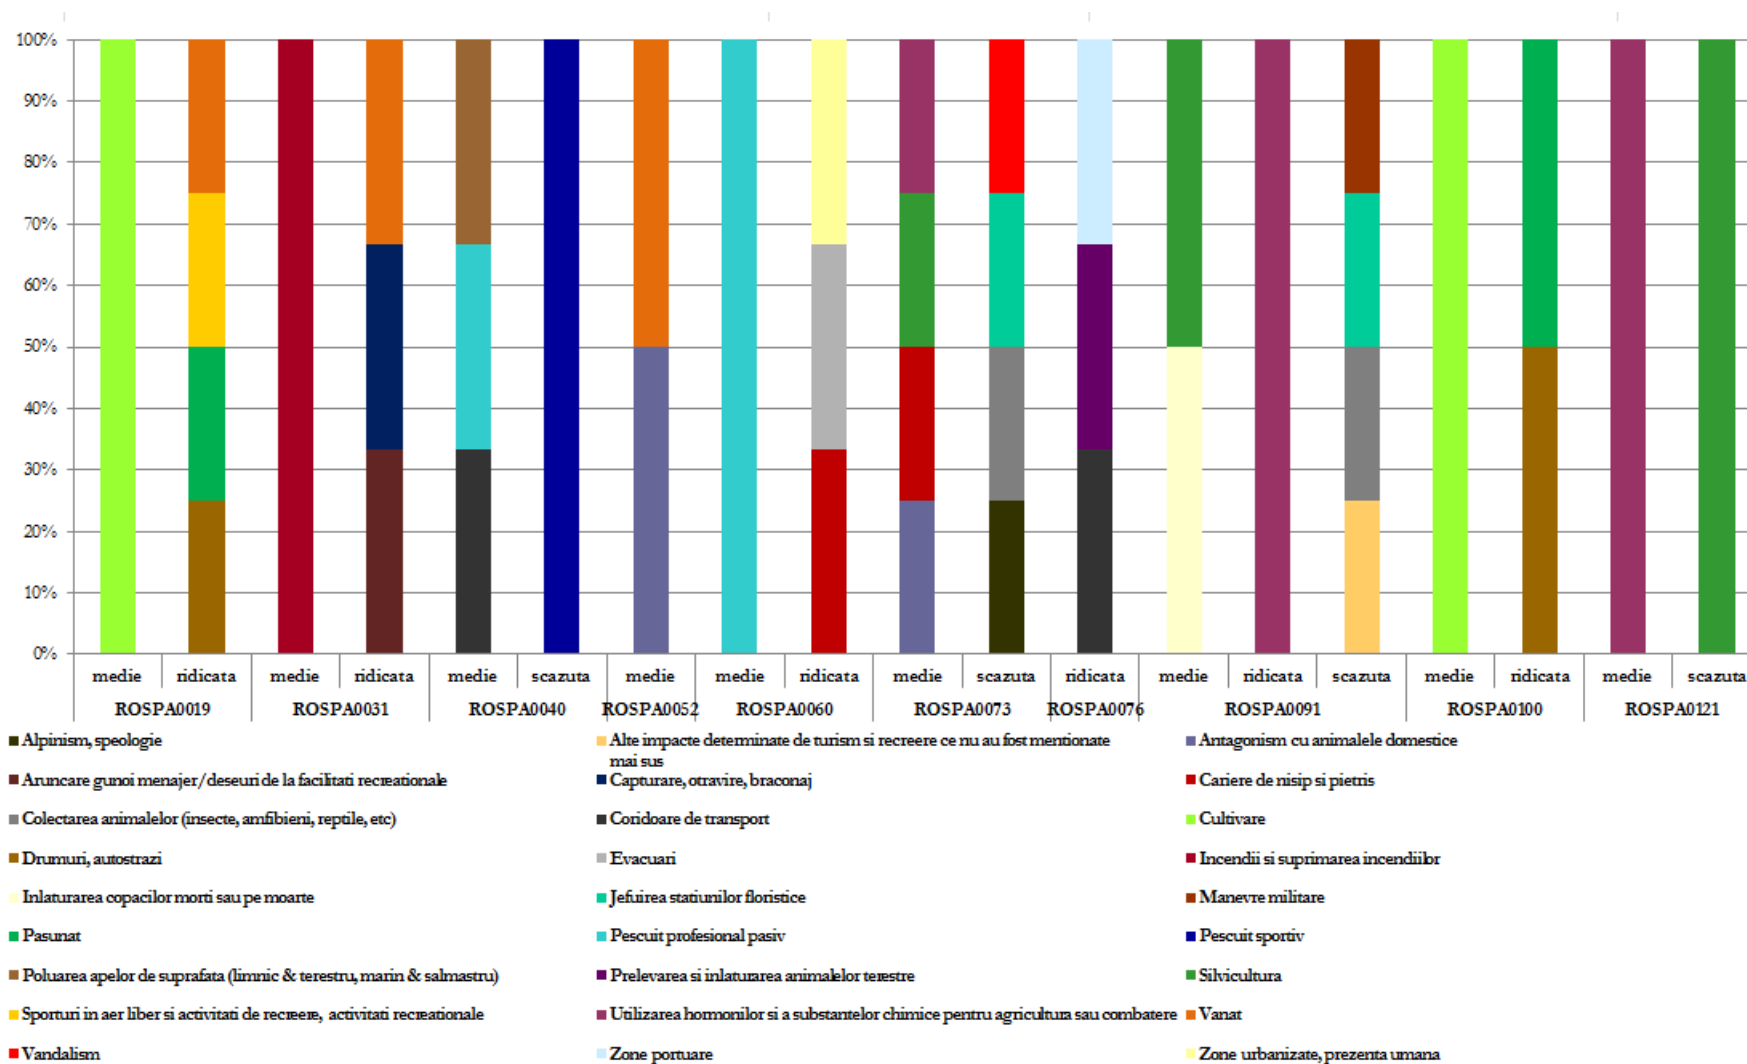 100%
90%
80%
70%
60%
50%
40%
30%
20%
10%
0%
medie ridicata medie ridicata medie scazuta medie medie ridicata medie scazuta ridicata medie ridicata scazuta medie ridicata medie scazuta
ROSPA0019 ROSPA0031 ROSPA0040 ROSPA0052 ROSPA0060 ROSPA0073 ROSPA0076 ROSPA0091 ROSPA0100 ROSPA0121
Alpinism, speologie Alte impacte determinate de turism si recreere ce nu au fost mentionate Antagonism cu animalele domestice
mai sus
Aruncare gunoi menajer/deseuri de la facilitati recreationale Capturare, otravire, braconaj Cariere de nisip si pietris
Colectarea animalelor (insecte, amfibieni, reptile, etc) Coridoare de transport Cultivare
Drumuri, autostrazi Evacuari Incendii si suprimarea incendiilor
Inlaturarea copacilor morti sau pe moarte Jefuirea statiunilor floristice Manevre militare
Pasunat Pescuit profesional pasiv Pescuit sportiv
Poluarea apelor de suprafata (limnic & terestru, marin & salmastru) Prelevarea si inlaturarea animalelor terestre Silvicultura
Sporturi in aer liber si activitati de recreere, activitati recreationale Utilizarea hormonilor si a substantelor chimice pentru agricultura sau combatere Vanat
Vandalism Zone portuare Zone urbanizate, prezenta umana